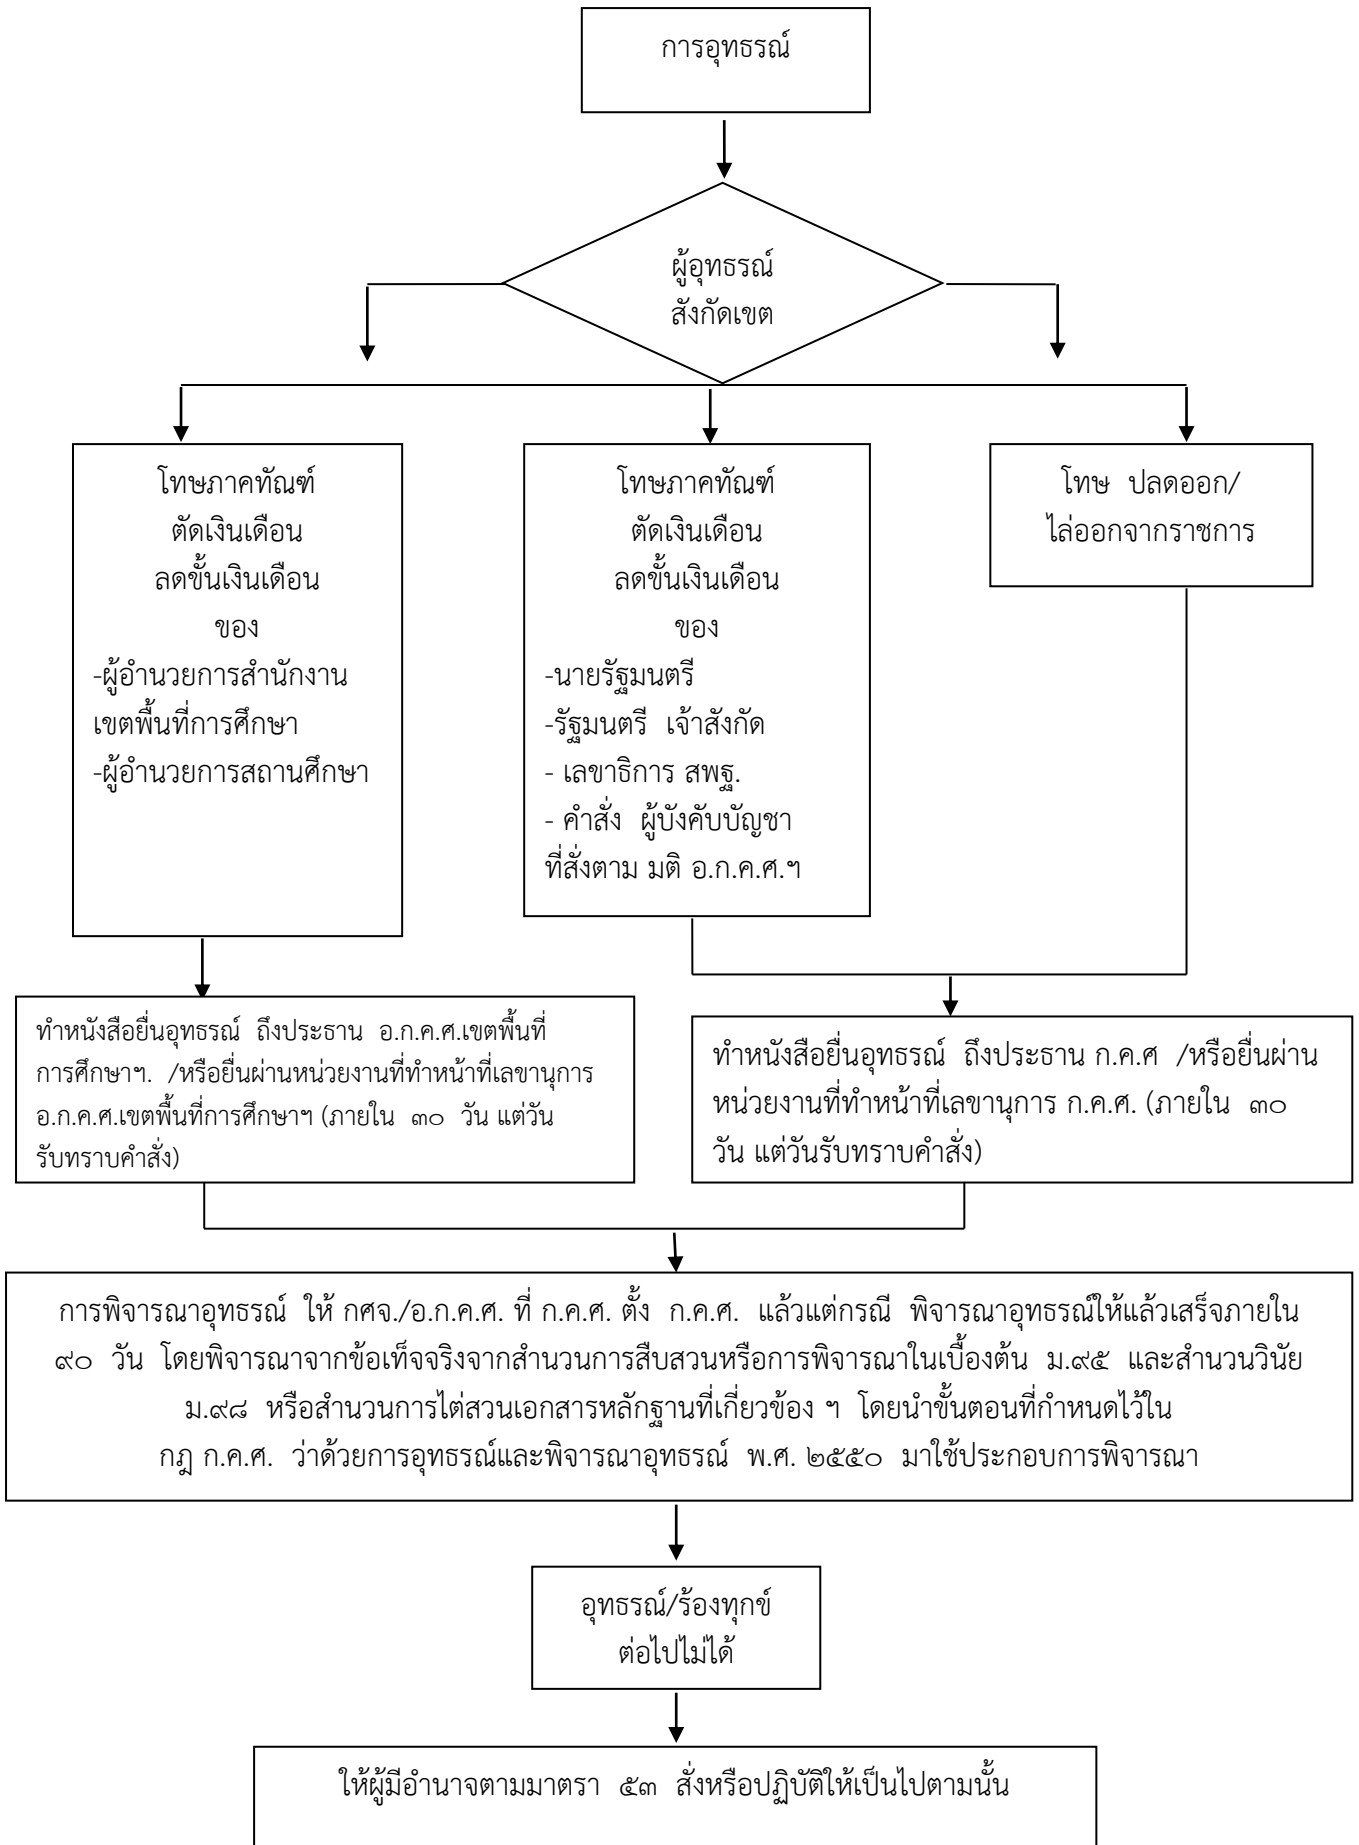 การอุทธรณ์
ผู้อุทธรณ์
สังกัดเขต
โทษภาคทัณฑ์
ตัดเงินเดือน
ลดขั้นเงินเดือน
ของ
-ผู้อำนวยการสำนักงาน
เขตพื้นที่การศึกษา
-ผู้อำนวยการสถานศึกษา
โทษภาคทัณฑ์
ตัดเงินเดือน
ลดขั้นเงินเดือน
ของ
-นายรัฐมนตรี
-รัฐมนตรี เจ้าสังกัด
- เลขาธิการ สพฐ.
- คำสั่ง ผู้บังคับบัญชา
ที่สั่งตาม มติ อ.ก.ค.ศ.ฯ
โทษ ปลดออก/
ไล่ออกจากราชการ
ทำหนังสือยื่นอุทธรณ์ ถึงประธาน อ.ก.ค.ศ.เขตพื้นที่
การศึกษาฯ. /หรือยื่นผ่านหน่วยงานที่ทำหน้าที่เลขานุการ
อ.ก.ค.ศ.เขตพื้นที่การศึกษาฯ (ภายใน ๓๐ วัน แต่วัน
รับทราบคำสั่ง)
ทำหนังสือยื่นอุทธรณ์ ถึงประธาน ก.ค.ศ /หรือยื่นผ่าน
หน่วยงานที่ทำหน้าที่เลขานุการ ก.ค.ศ. (ภายใน ๓๐
วัน แต่วันรับทราบคำสั่ง)
การพิจารณาอุทธรณ์ ให้ กศจ./อ.ก.ค.ศ. ที่ ก.ค.ศ. ตั้ง ก.ค.ศ. แล้วแต่กรณี พิจารณาอุทธรณ์ให้แล้วเสร็จภายใน
๙๐ วัน โดยพิจารณาจากข้อเท็จจริงจากสำนวนการสืบสวนหรือการพิจารณาในเบื้องต้น ม.๙๕ และสำนวนวินัย
ม.๙๘ หรือสำนวนการไต่สวนเอกสารหลักฐานที่เกี่ยวข้อง ฯ โดยนำขั้นตอนที่กำหนดไว้ใน
กฎ ก.ค.ศ. ว่าด้วยการอุทธรณ์และพิจารณาอุทธรณ์ พ.ศ. ๒๕๕๐ มาใช้ประกอบการพิจารณา
อุทธรณ์/ร้องทุกข์
ต่อไปไม่ได้
ให้ผู้มีอำนาจตามมาตรา ๕๓ สั่งหรือปฏิบัติให้เป็นไปตามนั้น